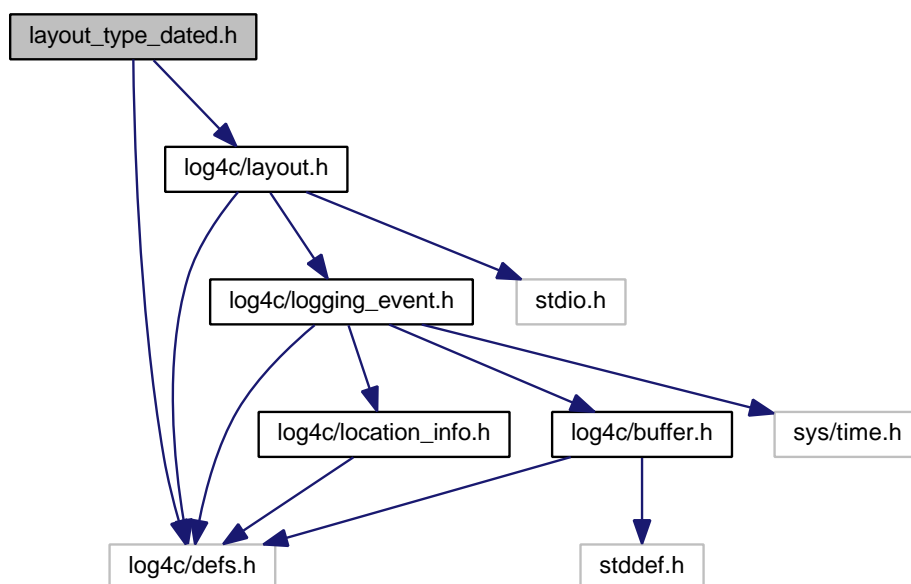 layout_type_dated.h
log4c/layout.h
log4c/logging_event.h
stdio.h
log4c/location_info.h
log4c/buffer.h
sys/time.h
log4c/defs.h
stddef.h